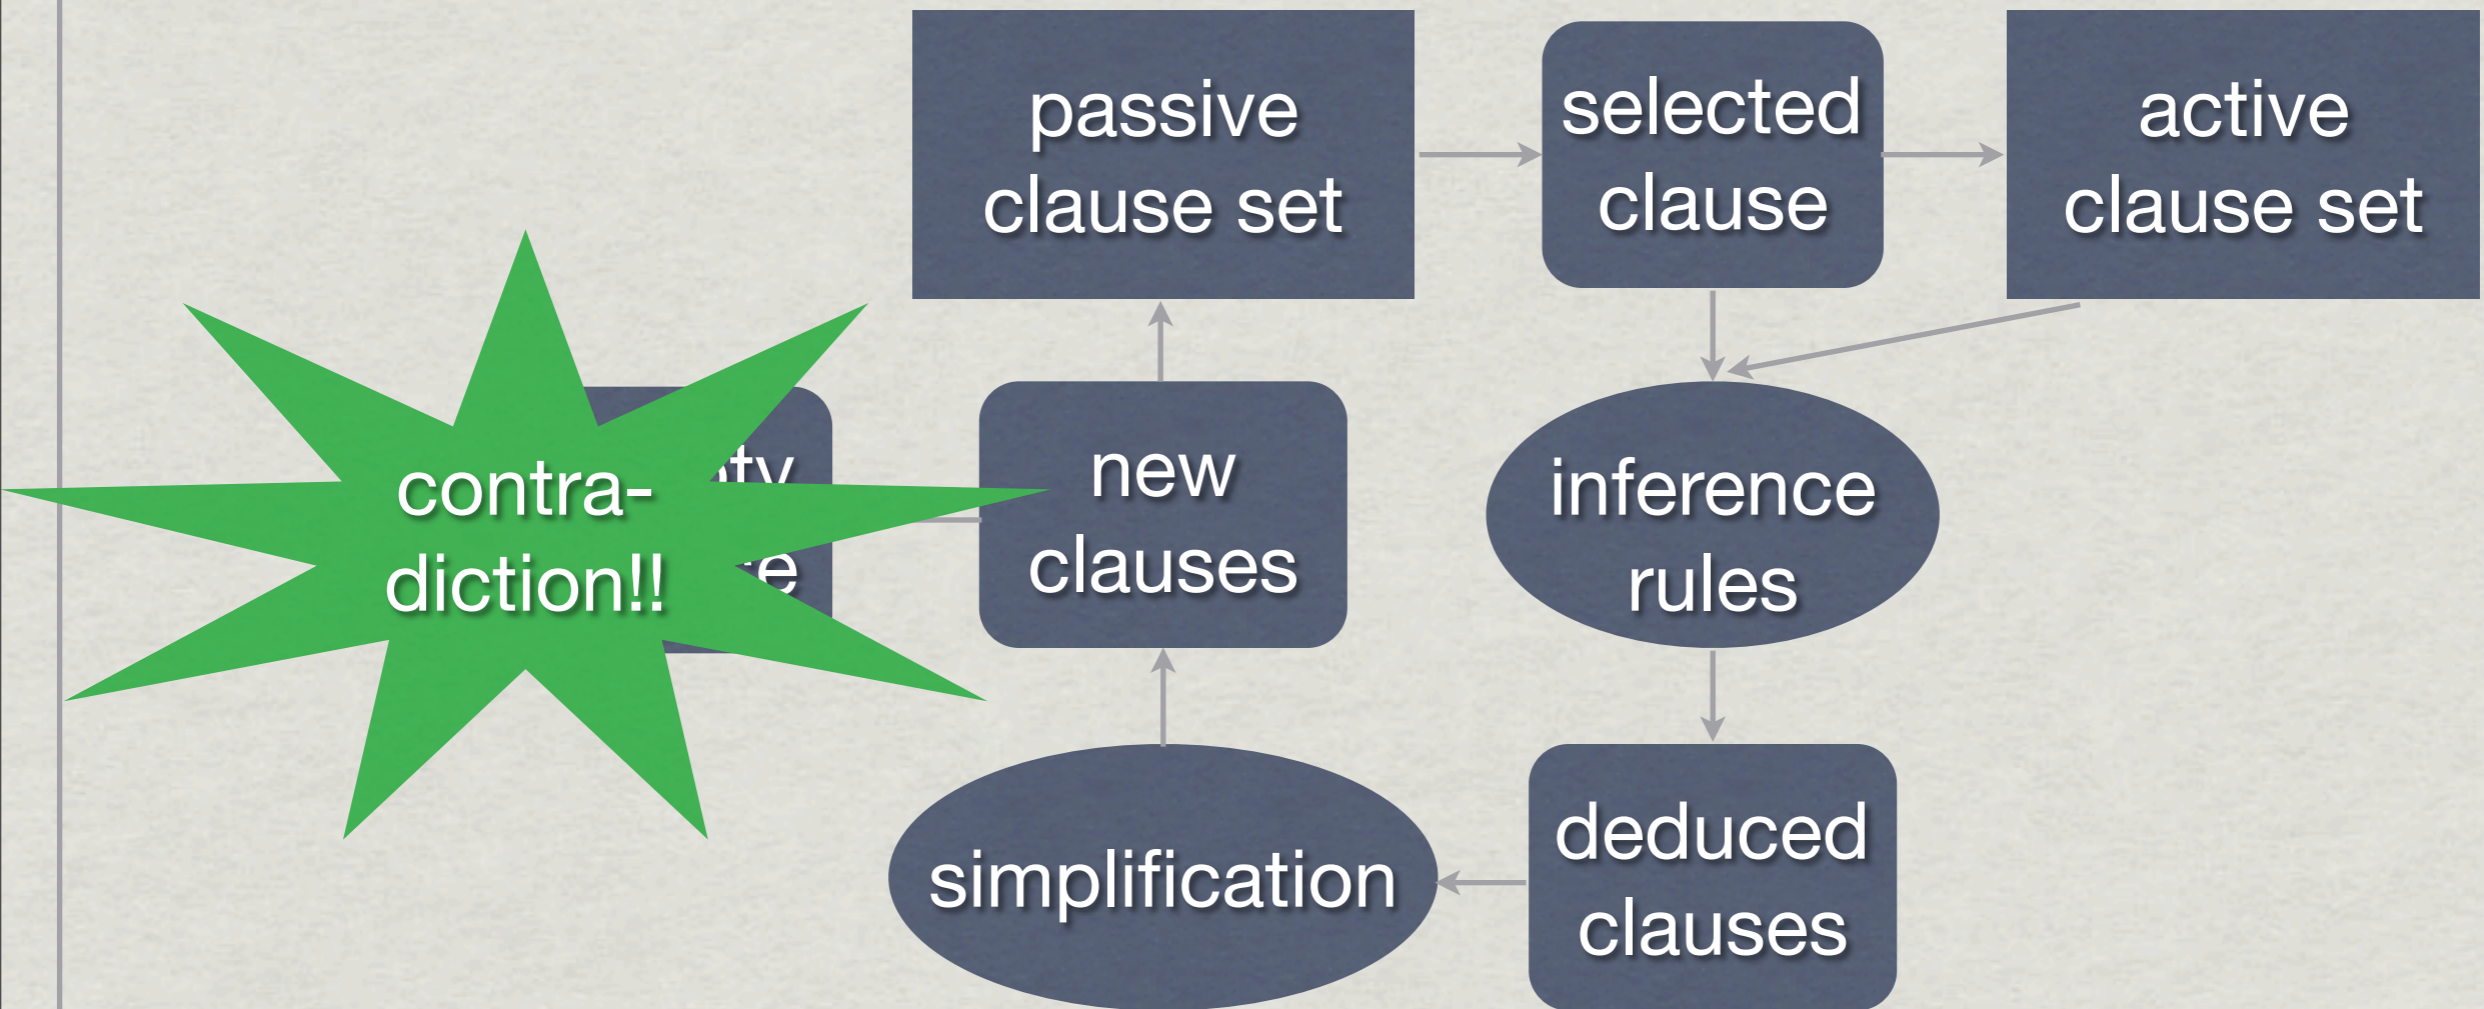 passive
clause set
selected
clause
active
clause set
contra-
diction!!
new
clauses
inference
rules
simplification
deduced
clauses